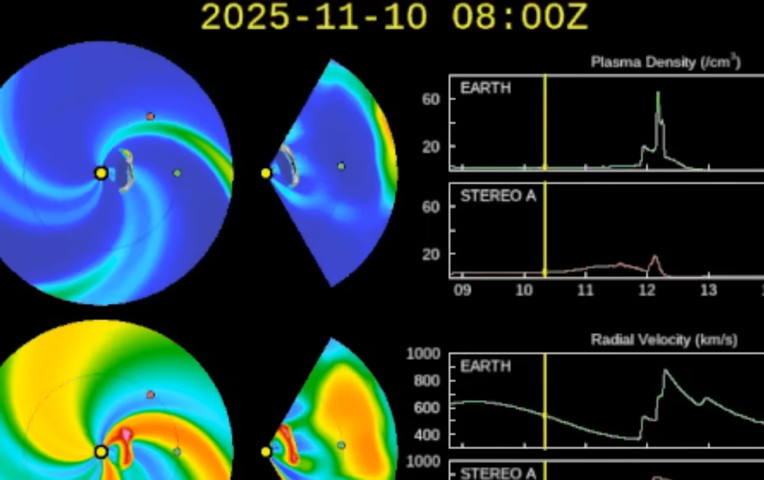 2025-11-10 08:00Z
Plasma Density (/cm³)
EARTH
60
20
STEREO A
60
20
09 10 11 12 13
Radial Velocity (km/s)
1000
EARTH
800
600
400
1000
STEREO A